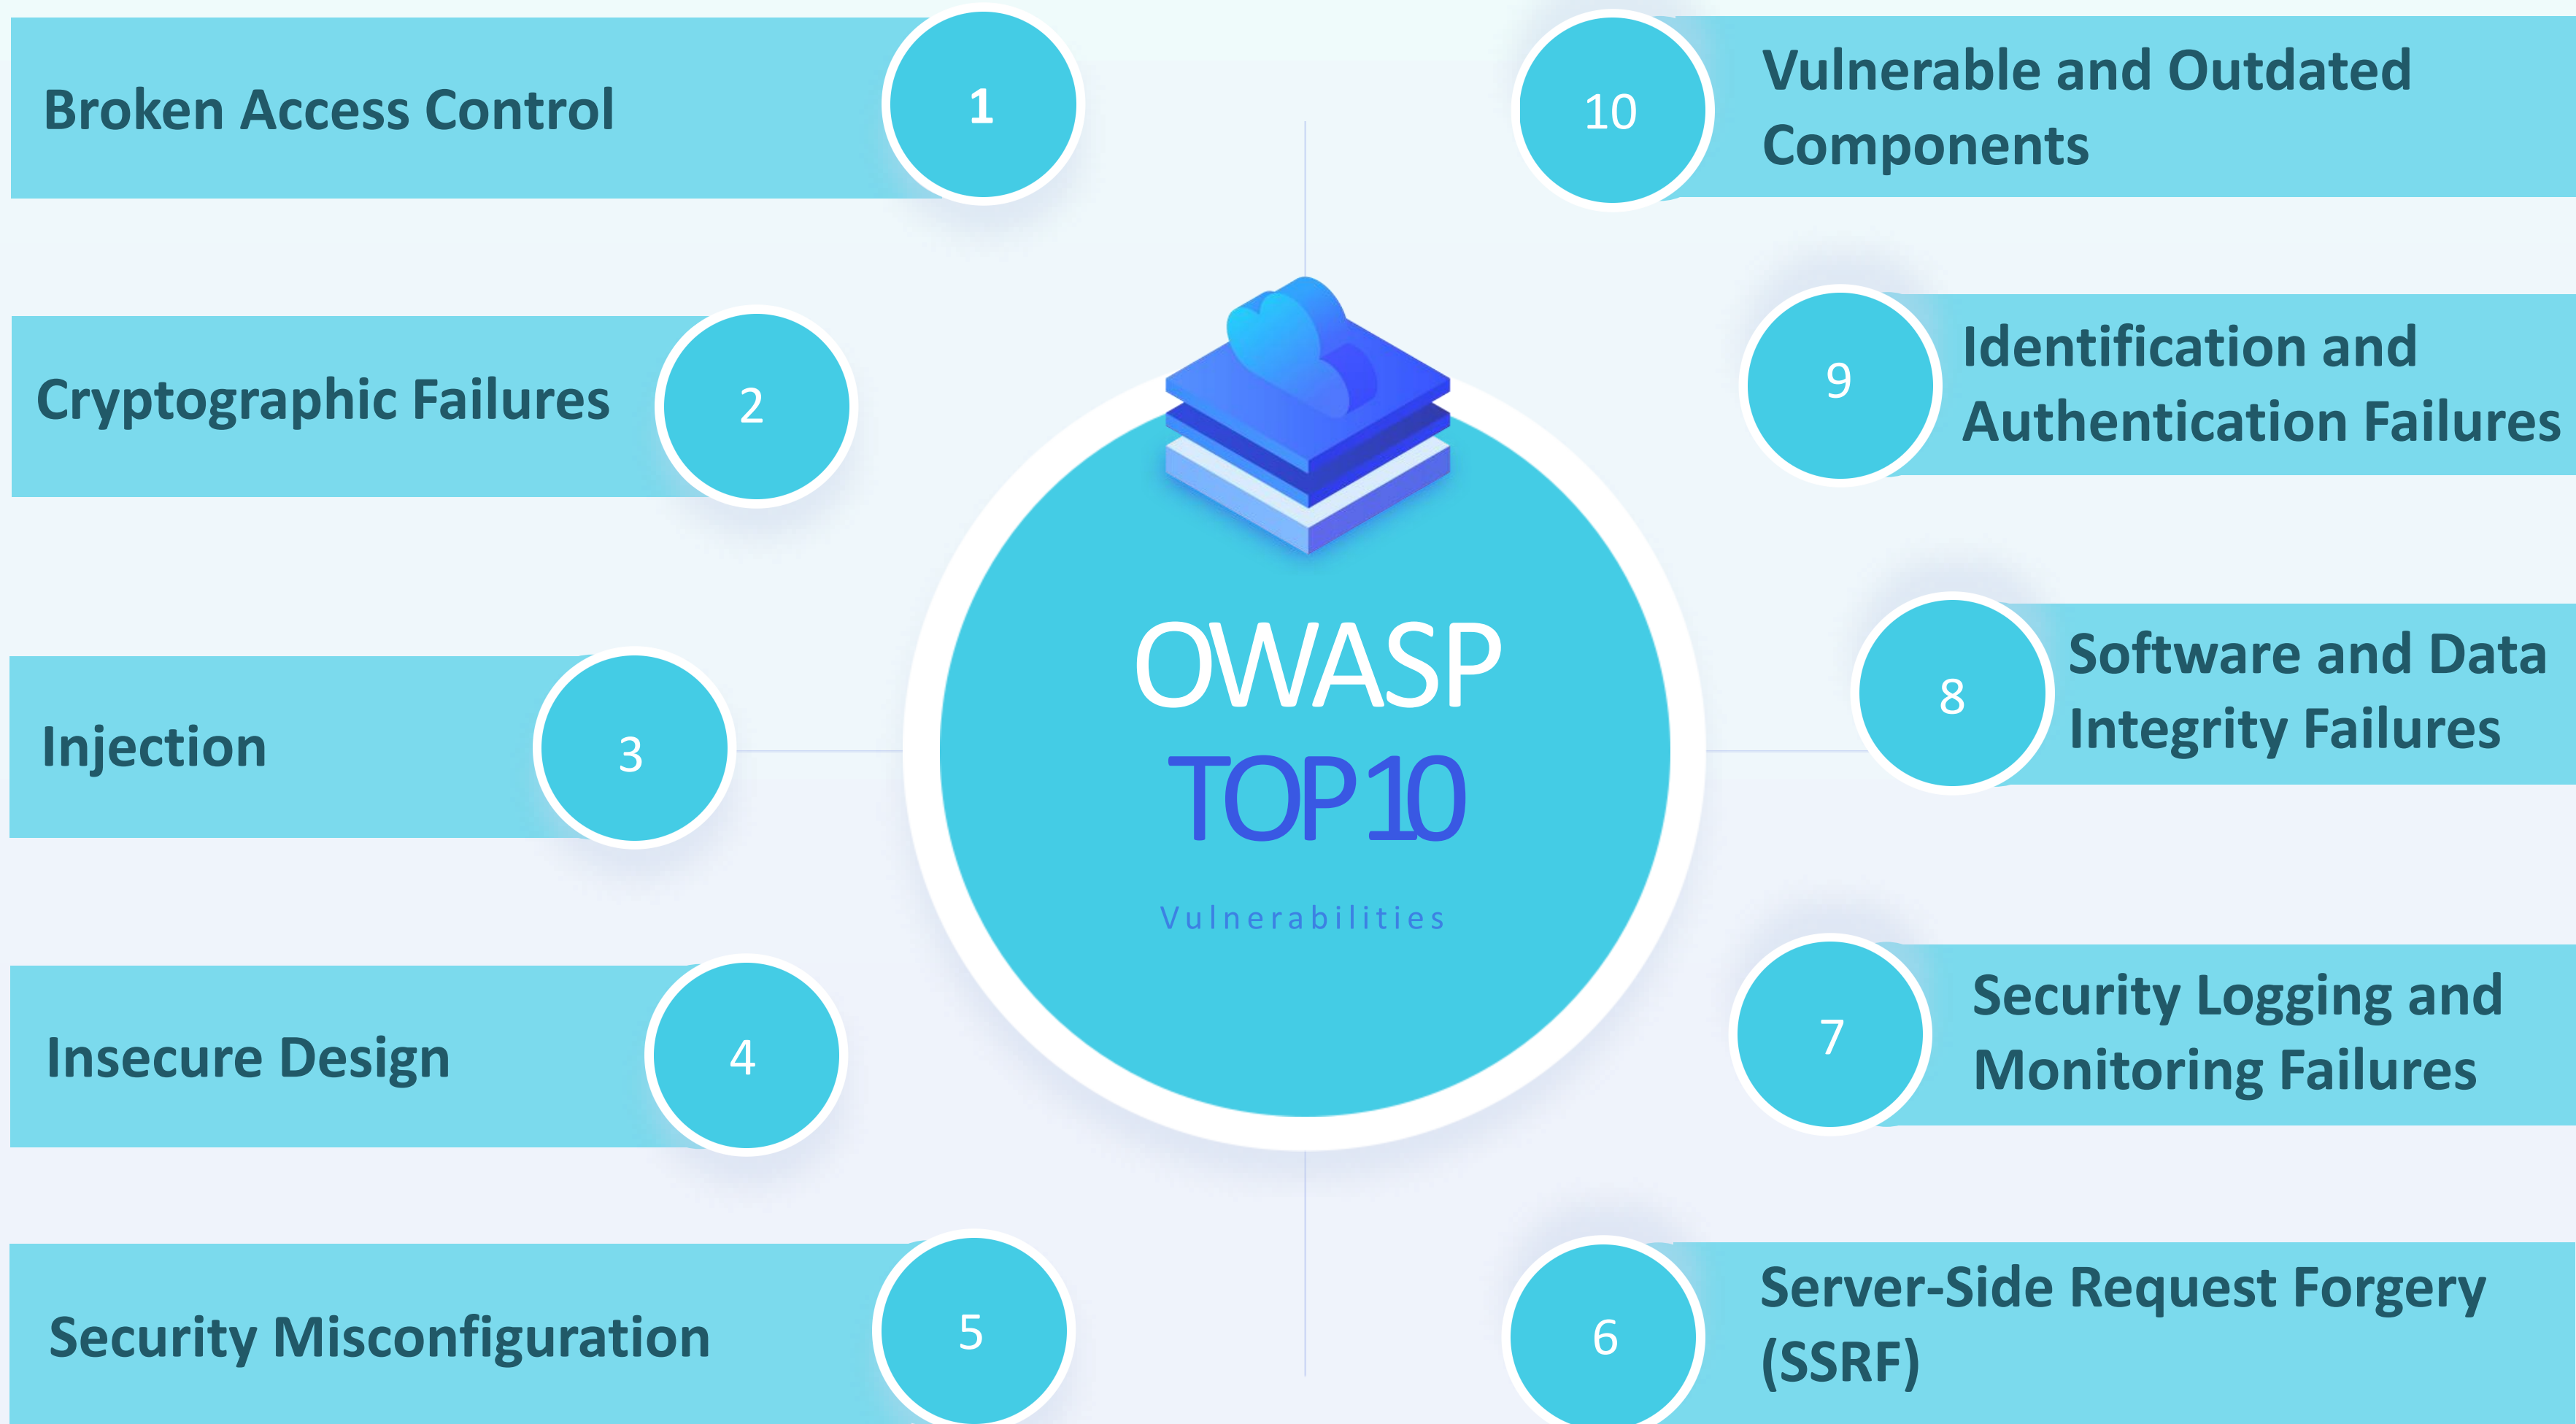 Broken Access Control
1
Cryptographic Failures
2
Injection
3
Insecure Design
4
Security Misconfiguration
5
OWASP
TOP 10
Vulnerabilities
10
Vulnerable and Outdated
Components
9
Identification and
Authentication Failures
8
Software and Data
Integrity Failures
7
Security Logging and
Monitoring Failures
6
Server-Side Request Forgery
(SSRF)